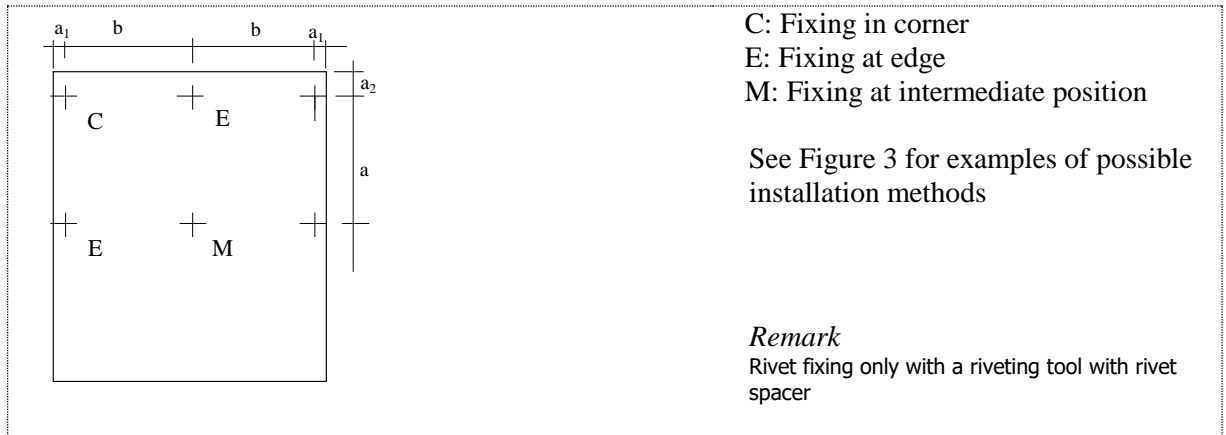 a1 b b a1
a2
C E
a
E M
C: Fixing in corner
E: Fixing at edge
M: Fixing at intermediate position
See Figure 3 for examples of possible
installation methods
Remark
Rivet fixing only with a riveting tool with rivet
spacer